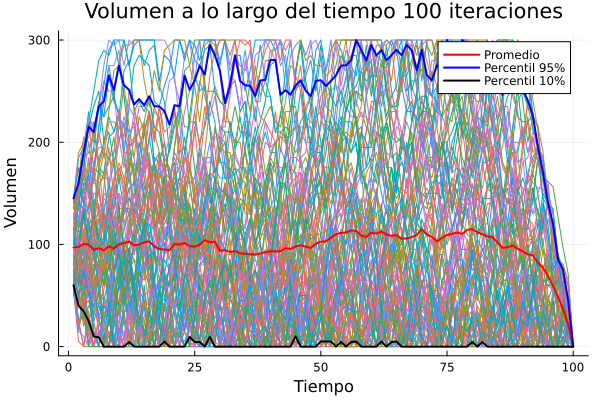 Volumen a lo largo del tiempo 100 iteraciones
300
200
100
0
Volumen
Promedio
Percentil 95%
Percentil 10%
0
25
50
75
100
Tiempo